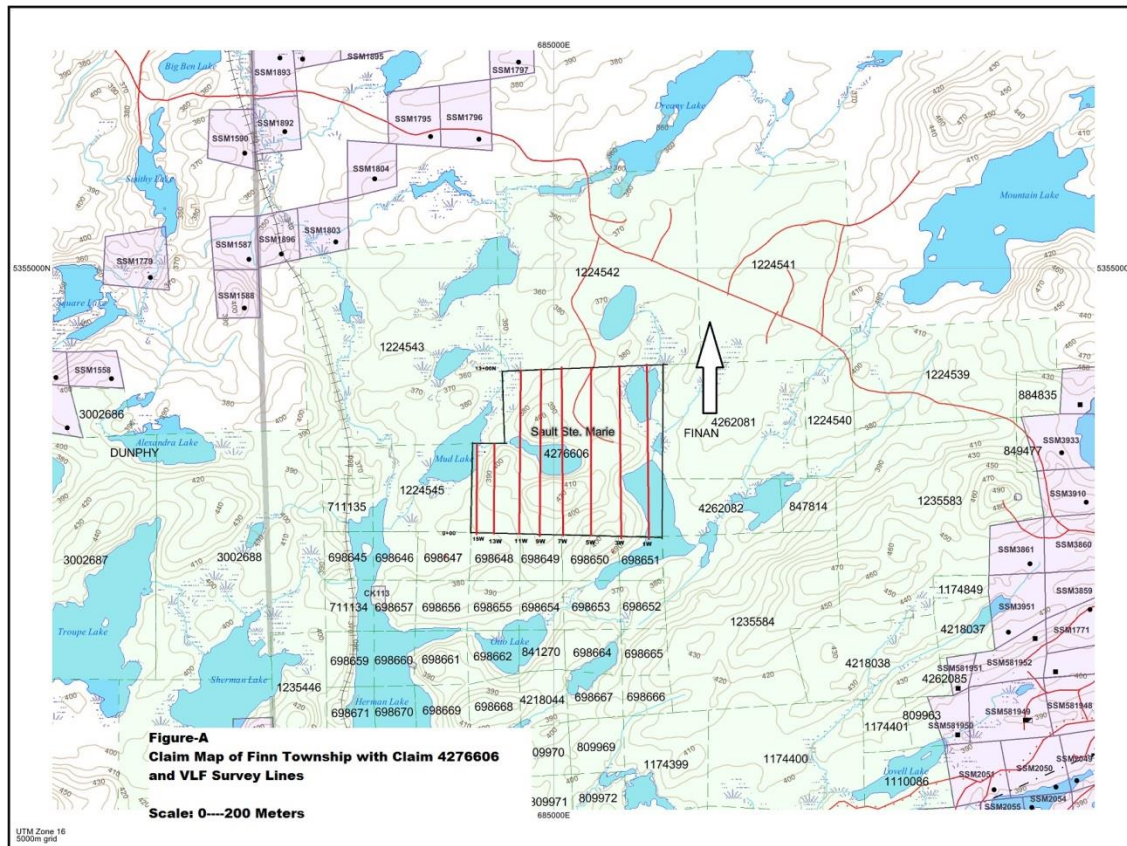 685000E
Big Ben Lake
SSM1893
SSM1895
SSM1797
SSM1892
SSM1795
SSM1796
Dreamy Lake
SSM1590
SSM1804
Smithy Lake
Mountain Lake
SSM1587
SSM1896
SSM1803
SSM1779
5355000N
5355000N
1224542
1224541
SSM1588
Square Lake
1224543
1224539
SSM1558
13+00N
884835
3002686
Sault Ste. Marie
FINAN
4262081
1224540
SSM3933
DUNPHY
Alexandra Lake
Mud Lake
4276606
849477
1224545
1235583
SSM3910
711135
4262082
847814
0+00
15W
13W
11W
9W
7W
5W
3W
1W
3002687
3002688
698645
698646
698647
698648
698649
698650
698651
SSM3861
SSM3860
CK113
1174849
SSM3859
711134
698657
698656
698655
698654
698653
698652
SSM3951
Troupe Lake
1235584
4218037
SSM1771
Otto Lake
698659
698660
698661
698662
841270
698664
698665
4218038
SSM581951
SSM581952
Sherman Lake
4262085
1235446
Herman Lake
698671
698670
698669
698668
4218044
698667
698666
809963
SSM581949
SSM581948
1174401
SSM581950
Figure-A
Claim Map of Finn Township with Claim 4276606
and VLF Survey Lines
809970
809969
1174399
1174400
Lovell Lake
1110086
SSM2051
SSM2050
SSM2049
809971
809972
SSM2055
SSM2054
Scale: 0----200 Meters
685000E
UTM Zone 16
5000m grid